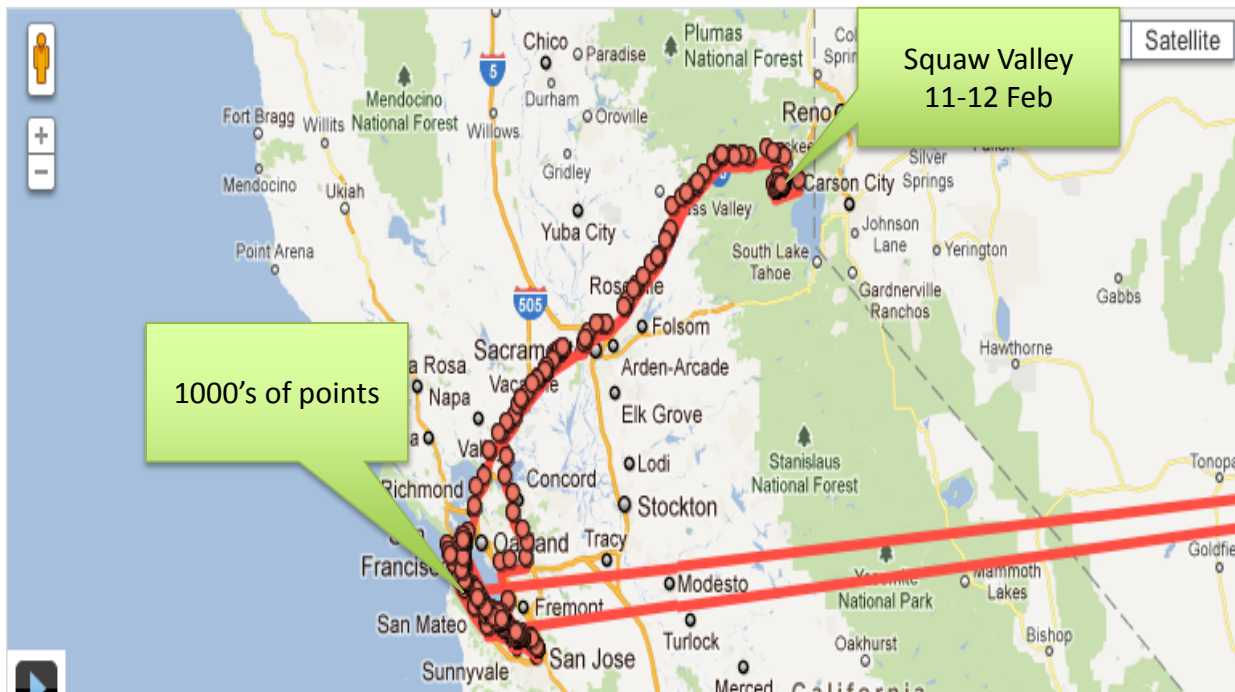 Squaw Valley
11-12 Feb
Satellite
Plumas
National Forest
Chico
Paradise
5
Durham
Mendocino
National Forest
Fort Bragg
Willits
Willows
Oroville
Reno
Gridley
Silver
Springs
Mendocino
Ukiah
Carson City
Yuba City
Johnson
Lane
Yerington
Point Arena
South Lake
Tahoe
Gardnerville
Ranchos
Gabbs
505
Folsom
Hawthorne
Arden-Arcade
1000's of points
Napa
Elk Grove
Lodi
Stanislaus
National Forest
Concord
Richmond
Stockton
Tracy
Modesto
National Park
Mammoth
Lakes
Fremont
San Mateo
Turlock
Oakhurst
Bishop
Sunnyvale
San Jose
Merced
California